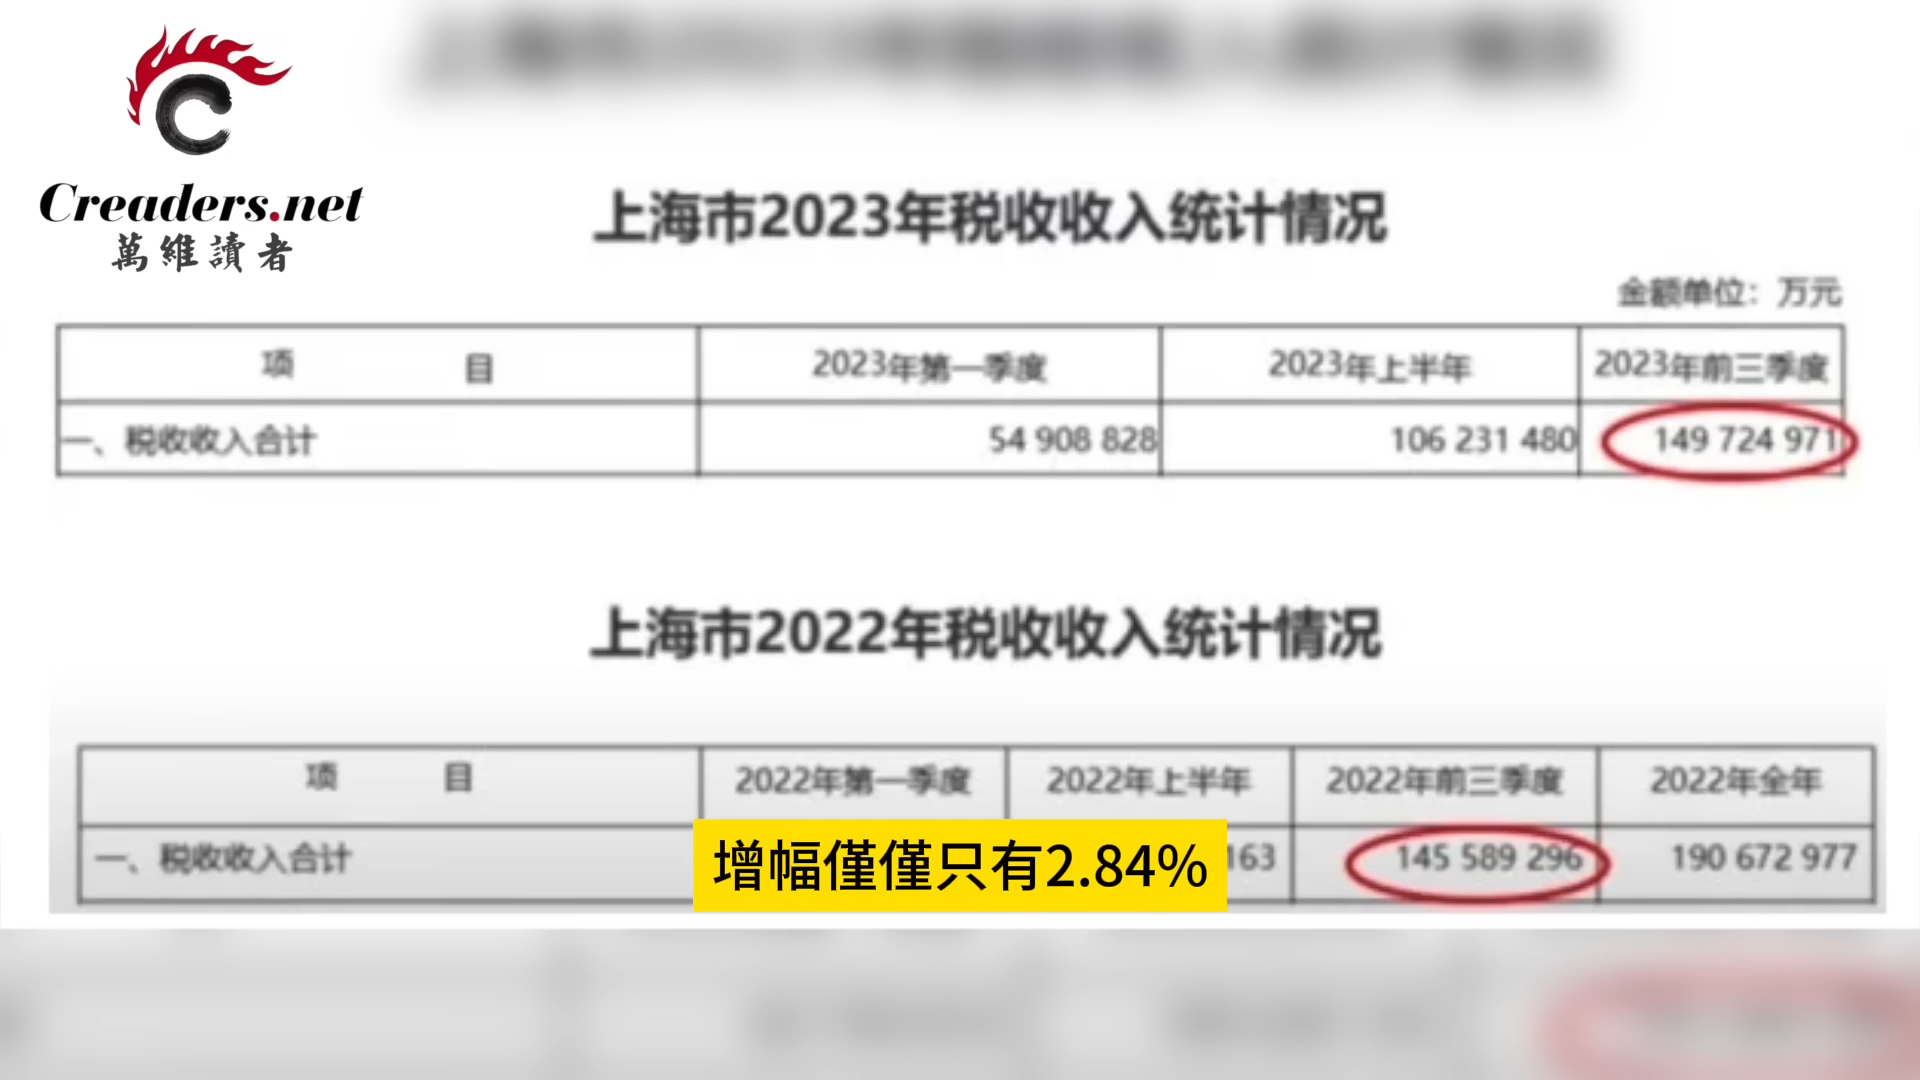 Creaders.net
萬維讀者
上海市2023年税收收入统计情况
金额单位：万元
项 目 2023年第一季度 2023年上半年 2023年前三季度
一、税收收入合计 54 908 828 106 231 480 149 724 971
上海市2022年税收收入统计情况
项 目 2022年第一季度 2022年上半年 2022年前三季度 2022年全年
一、税收收入合计 163 145 589 296 190 672 977
增幅僅僅只有2.84%